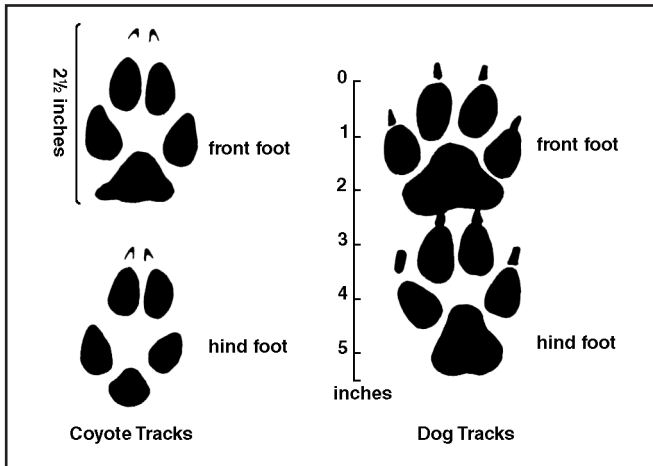 2½ inches
front foot
hind foot
Coyote Tracks
0
1
2
3
4
5
inches
front foot
hind foot
Dog Tracks